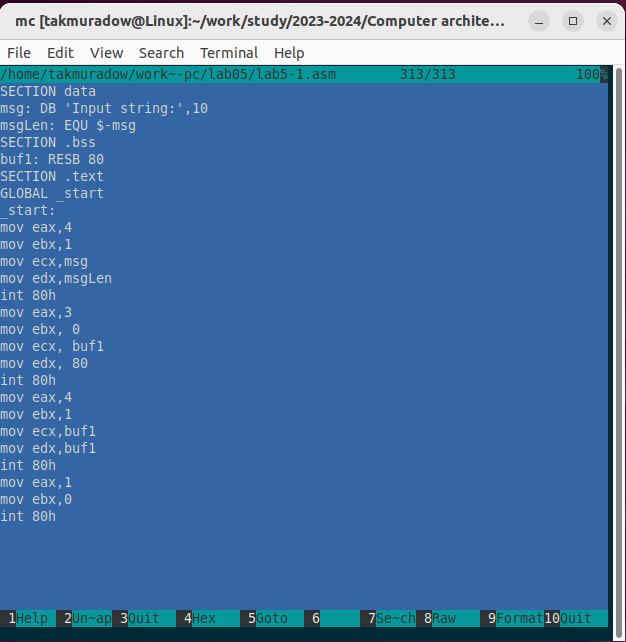 mc [takmuradow@Linux]:~/work/study/2023-2024/Computer archite...
File Edit View Search Terminal Help
/home/takmuradow/work~-pc/lab05/lab5-1.asm 313/313 100%
SECTION data
msg: DB 'Input string:',10
msgLen: EQU $-msg
SECTION .bss
buf1: RESB 80
SECTION .text
GLOBAL _start
_start:
mov eax,4
mov ebx,1
mov ecx,msg
mov edx,msgLen
int 80h
mov eax,3
mov ebx, 0
mov ecx, buf1
mov edx, 80
int 80h
mov eax,4
mov ebx,1
mov ecx,buf1
mov edx,buf1
int 80h
mov eax,1
mov ebx,0
int 80h
1Help 2Un~ap 3Quit 4Hex 5Goto 6 7Se~ch 8Raw 9Format 10Quit